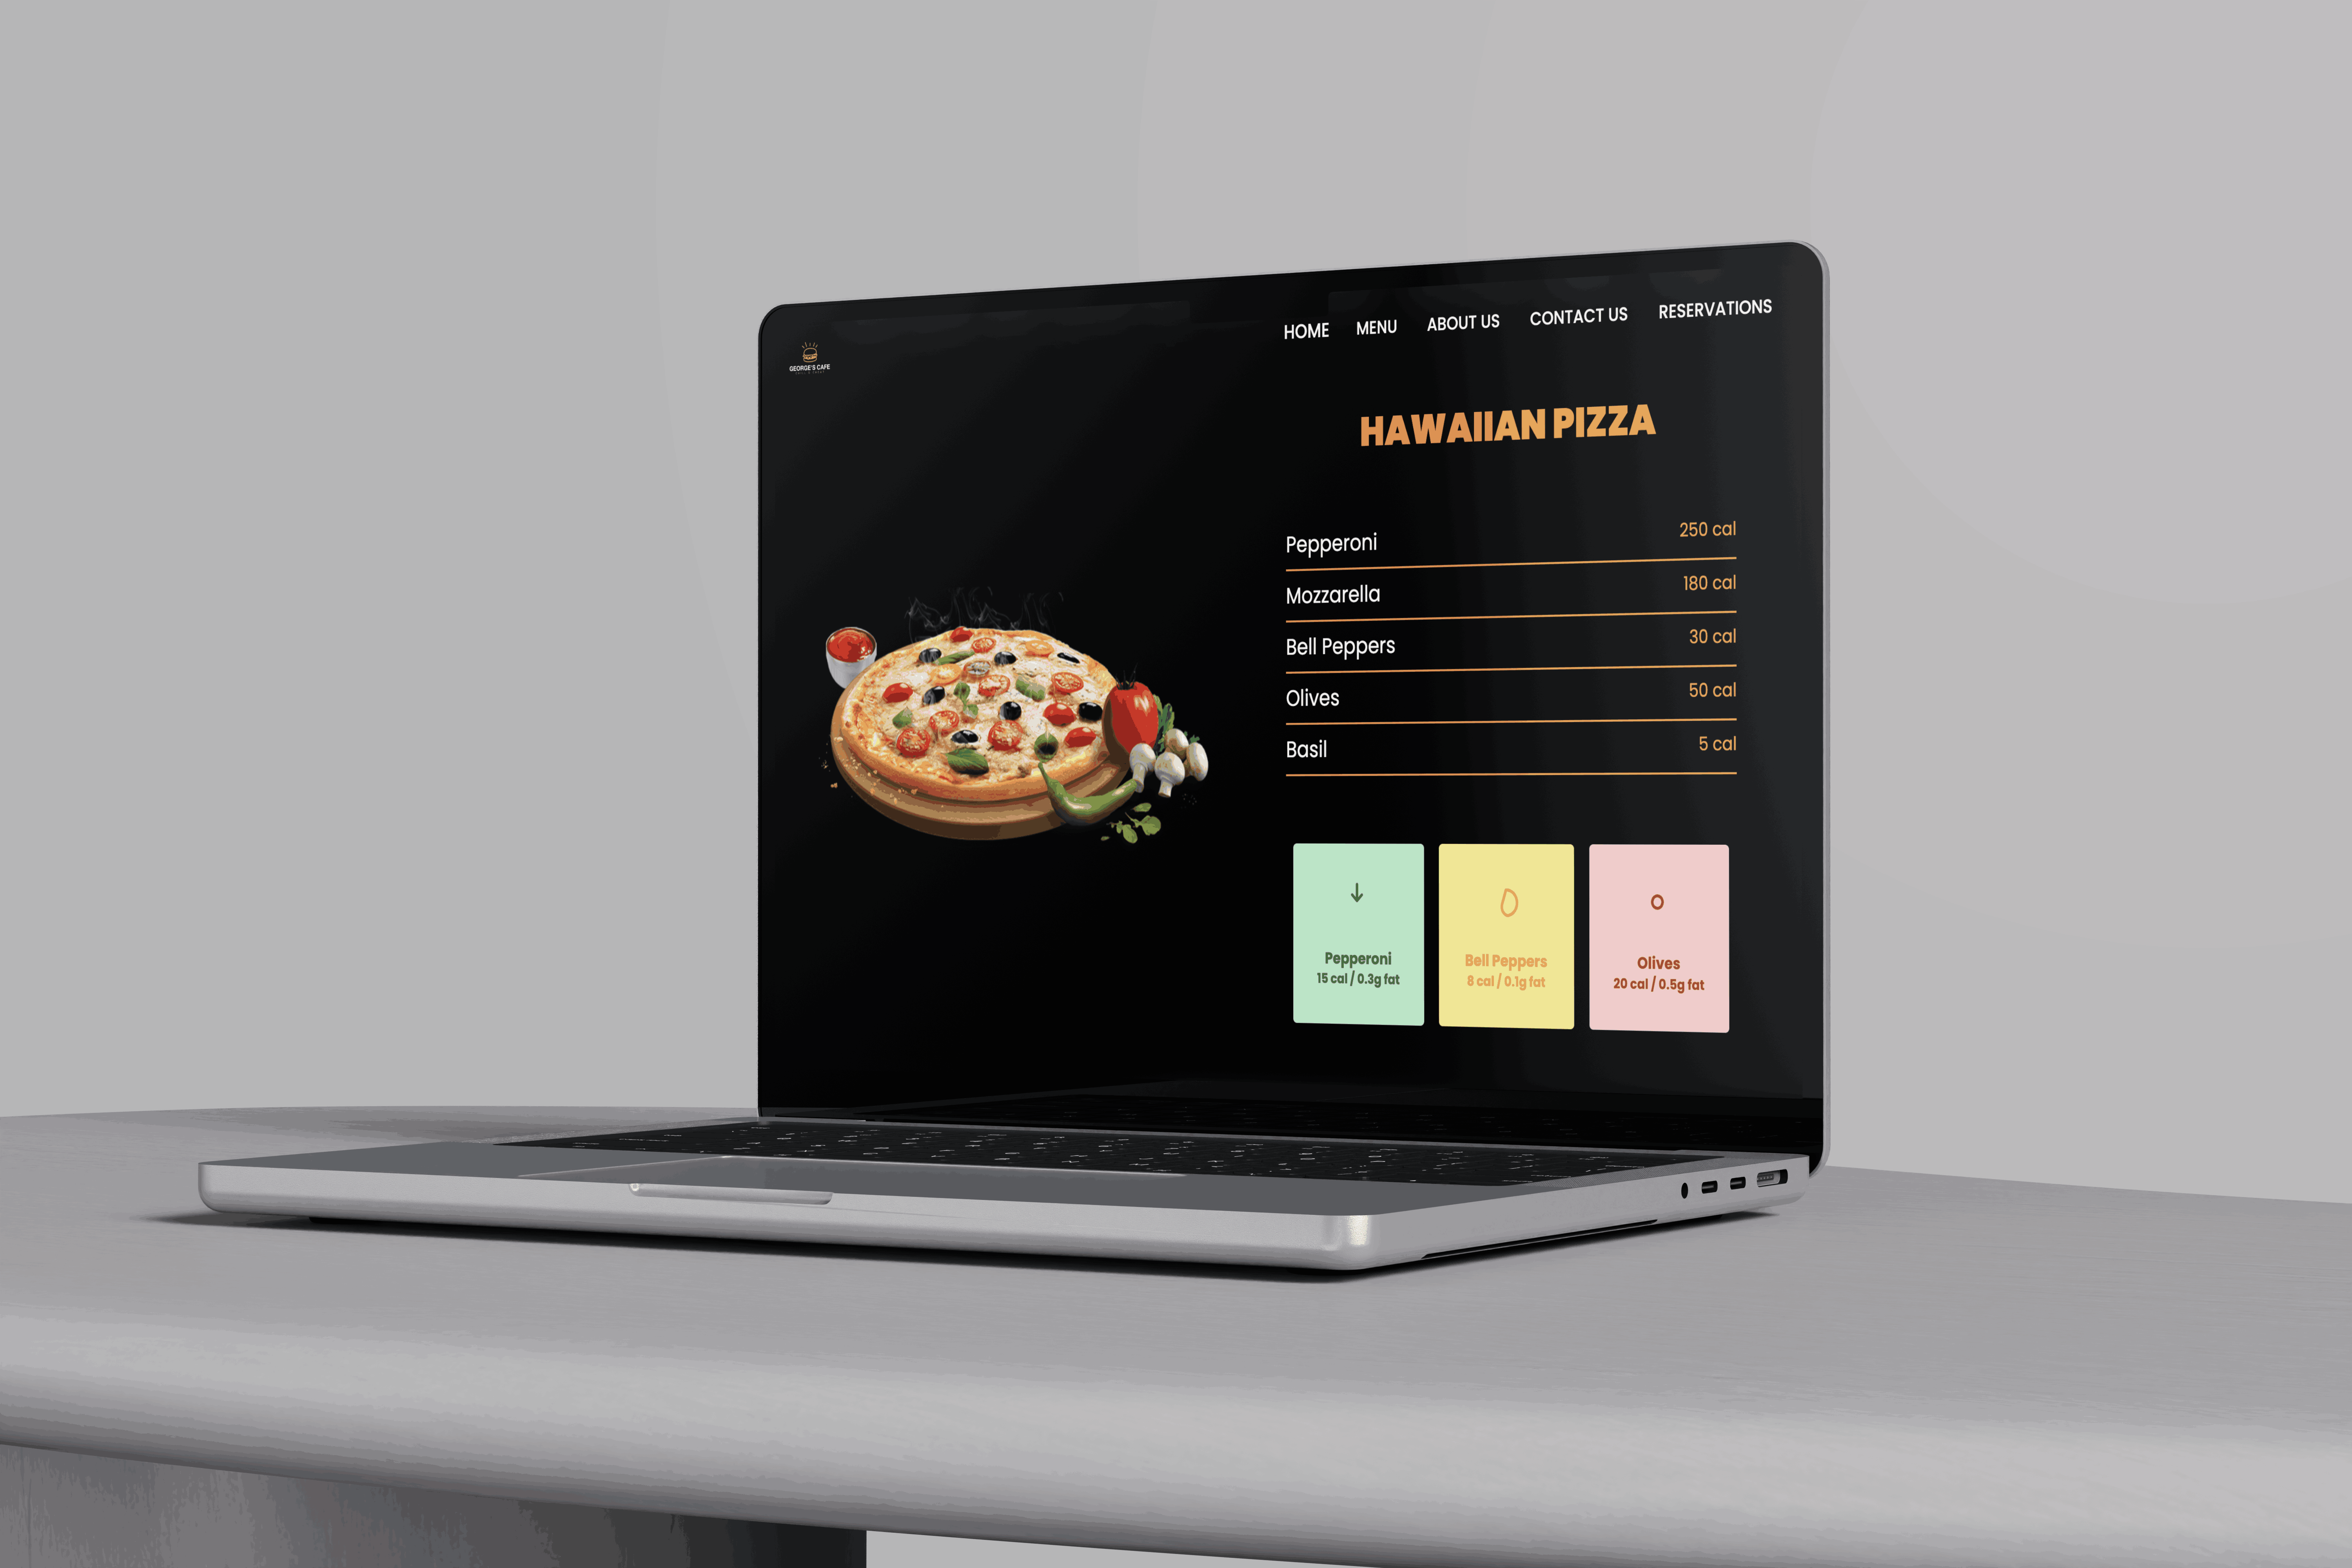 HOME MENU ABOUT US CONTACT US RESERVATIONS
GEORGE'S CAFE
HAWAIIAN PIZZA
Pepperoni 250 cal
Mozzarella 180 cal
Bell Peppers 30 cal
Olives 50 cal
Basil 5 cal
Pepperoni
15 cal / 0.3g fat
Bell Peppers
8 cal / 0.1g fat
Olives
20 cal / 0.5g fat